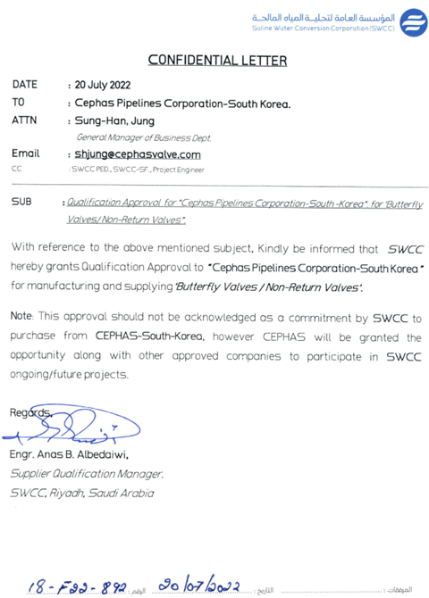 المؤسسة العامة لتحلية المياه المالحة
Saline Water Conversion Corporation (SWCC)
CONFIDENTIAL LETTER
DATE : 20 July 2022
TO : Cephas Pipelines Corporation-South Korea.
ATTN : Sung-Han, Jung
General Manager of Business Dept.
Email : shjung@cephasvalve.com
CC : SWCC PED., SWCC-SF., Project Engineer
SUB : Qualification Approval for "Cephas Pipelines Corporation-South -Korea". for "Butterfly
Valves/Non-Return Valves".
With reference to the above mentioned subject, Kindly be informed that SWCC
hereby grants Qualification Approval to "Cephas Pipelines Corporation-South Korea"
for manufacturing and supplying 'Butterfly Valves / Non-Return Valves'.
Note: This approval should not be acknowledged as a commitment by SWCC to
purchase from CEPHAS-South-Korea, however CEPHAS will be granted the
opportunity along with other approved companies to participate in SWCC
ongoing/future projects.
Regards,
Engr. Anas B. Albedaiwi,
Supplier Qualification Manager.
SWCC, Riyadh, Saudi Arabia
18-F22-892 الرقم: 20/07/2022 التاريخ: المرفقات: